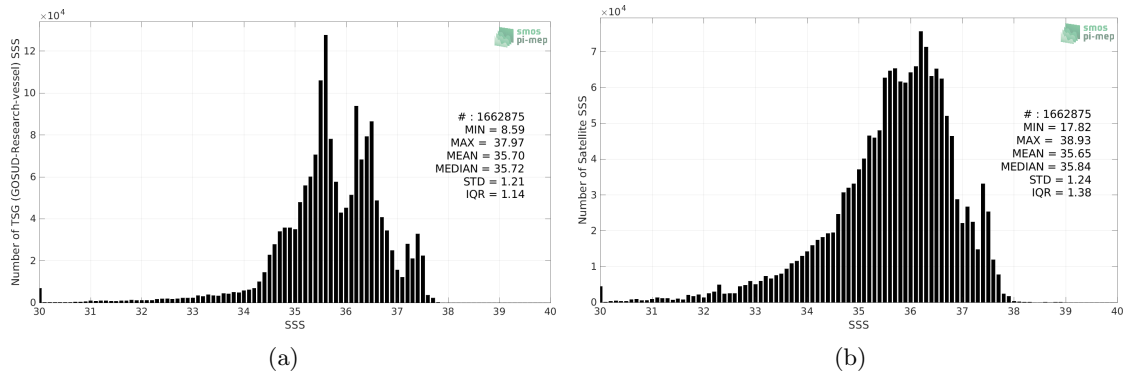 ×10⁴
12
10
8
6
4
2
0
30 31 32 33 34 35 36 37 38 39 40
SSS
Number of TSG (GOSUD-Research-vessel) SSS
smos
pi-mep
# : 1662875
MIN = 8.59
MAX = 37.97
MEAN = 35.70
MEDIAN = 35.72
STD = 1.21
IQR = 1.14
(a)
×10⁴
7
6
5
4
3
2
1
0
30 31 32 33 34 35 36 37 38 39 40
SSS
Number of Satellite SSS
smos
pi-mep
# : 1662875
MIN = 17.82
MAX = 38.93
MEAN = 35.65
MEDIAN = 35.84
STD = 1.24
IQR = 1.38
(b)